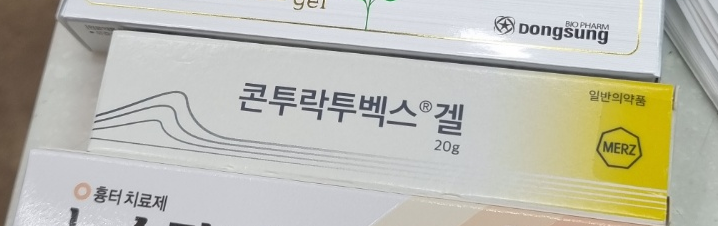 gel
BIO PHARM
Dongsung
일반의약품
콘투락투벡스®겔
20g
MERZ
흉터 치료제